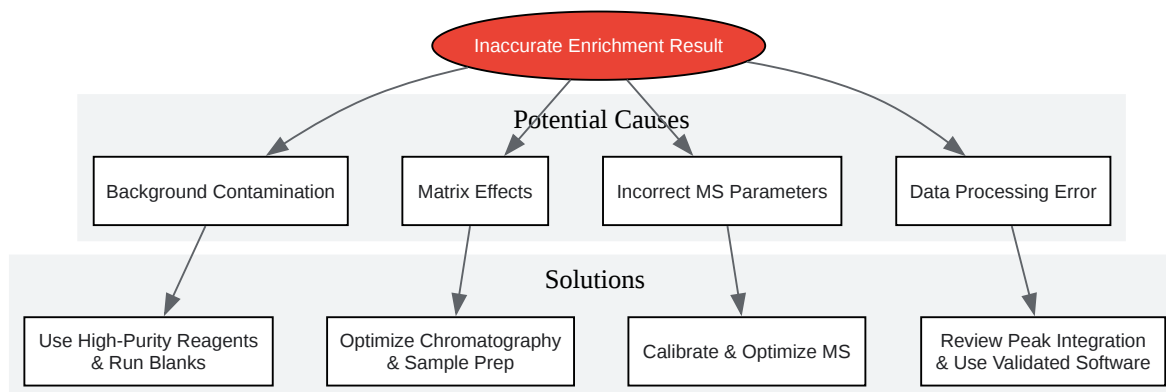 Inaccurate Enrichment Result
Potential Causes
Background Contamination
Matrix Effects
Incorrect MS Parameters
Data Processing Error
Solutions
Use High-Purity Reagents
& Run Blanks
Optimize Chromatography
& Sample Prep
Calibrate & Optimize MS
Review Peak Integration
& Use Validated Software